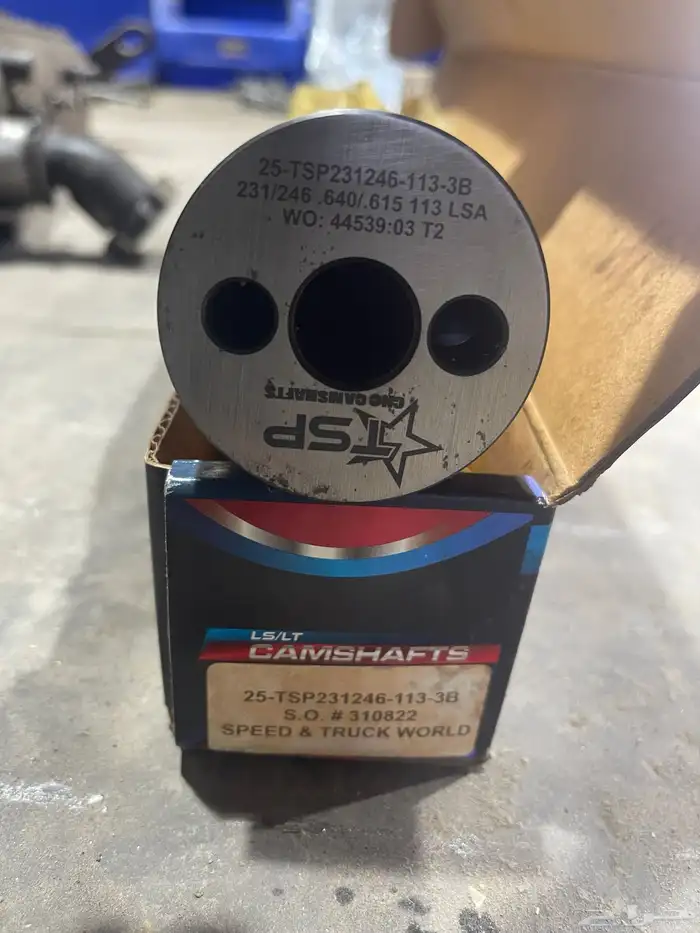 25-TSP231246-113-3B
231/246 .640/.615 113 LSA
WO: 44539:03 T2
CNC CAMSHAFTS
TSP
LS/LT
CAMSHAFTS
25-TSP231246-113-3B
S.O. # 310822
SPEED & TRUCK WORLD
حراج